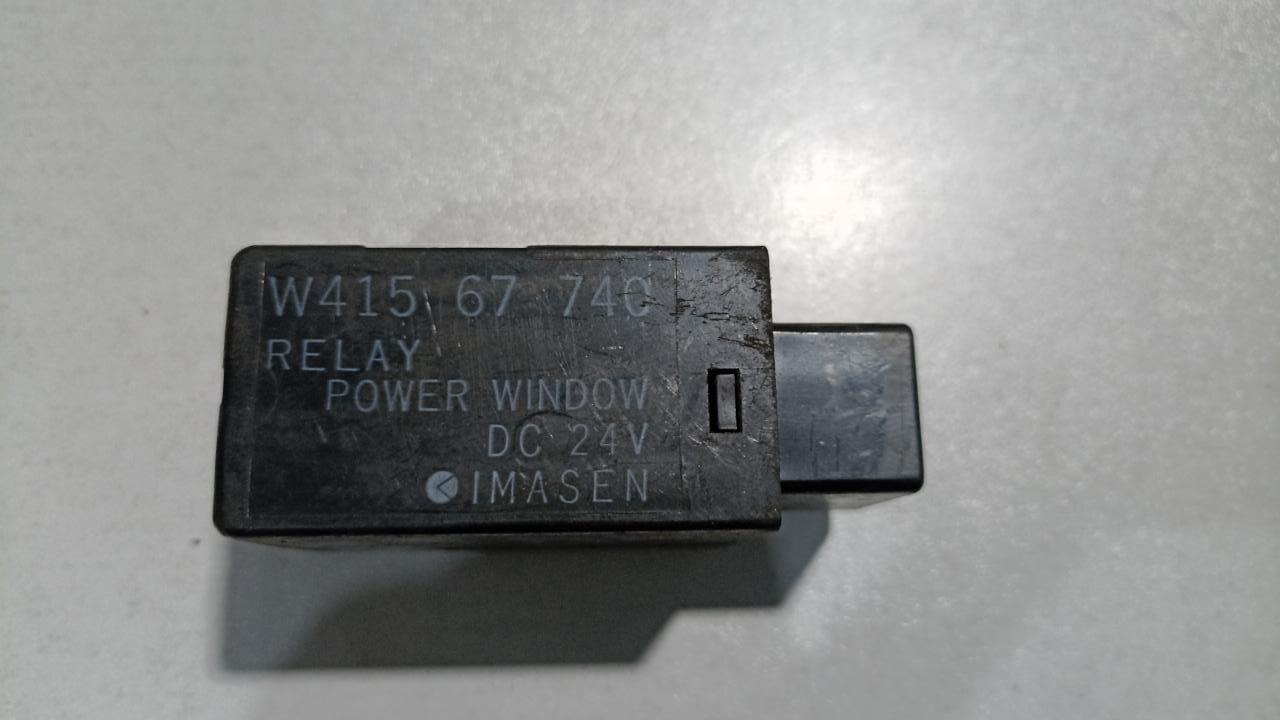 W415 67 740
RELAY
POWER WINDOW
DC 24V
IMASEN